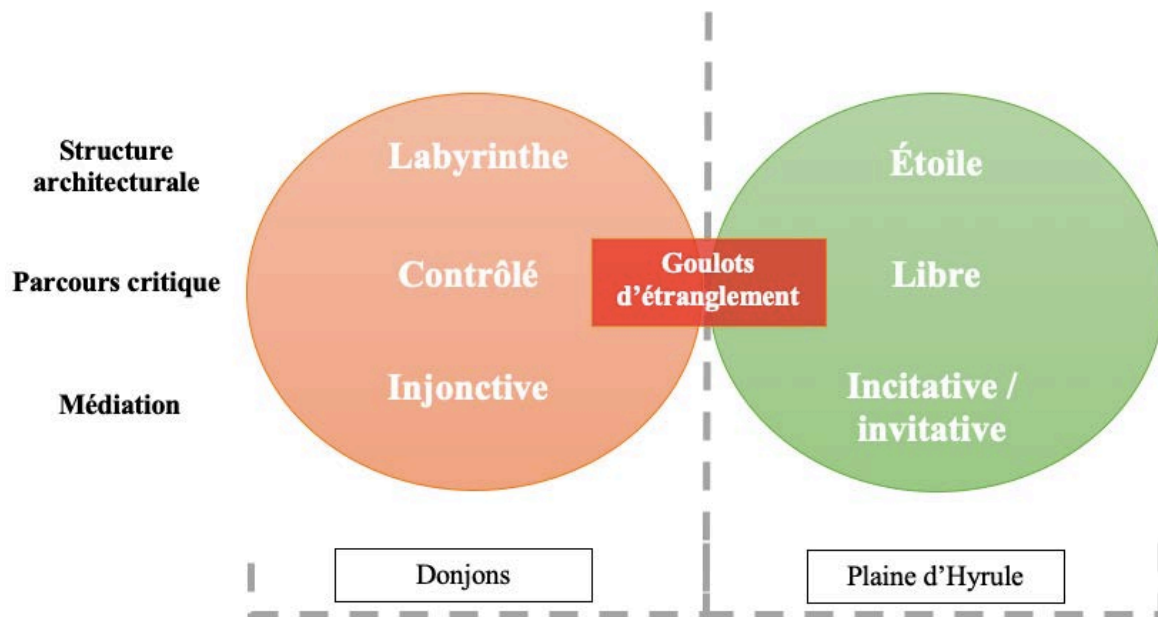 Structure
architecturale
Labyrinthe
Étoile
Parcours critique
Contrôlé
Goulots
d’étranglement
Libre
Médiation
Injonctive
Incitative /
invitative
Donjons
Plaine d’Hyrule